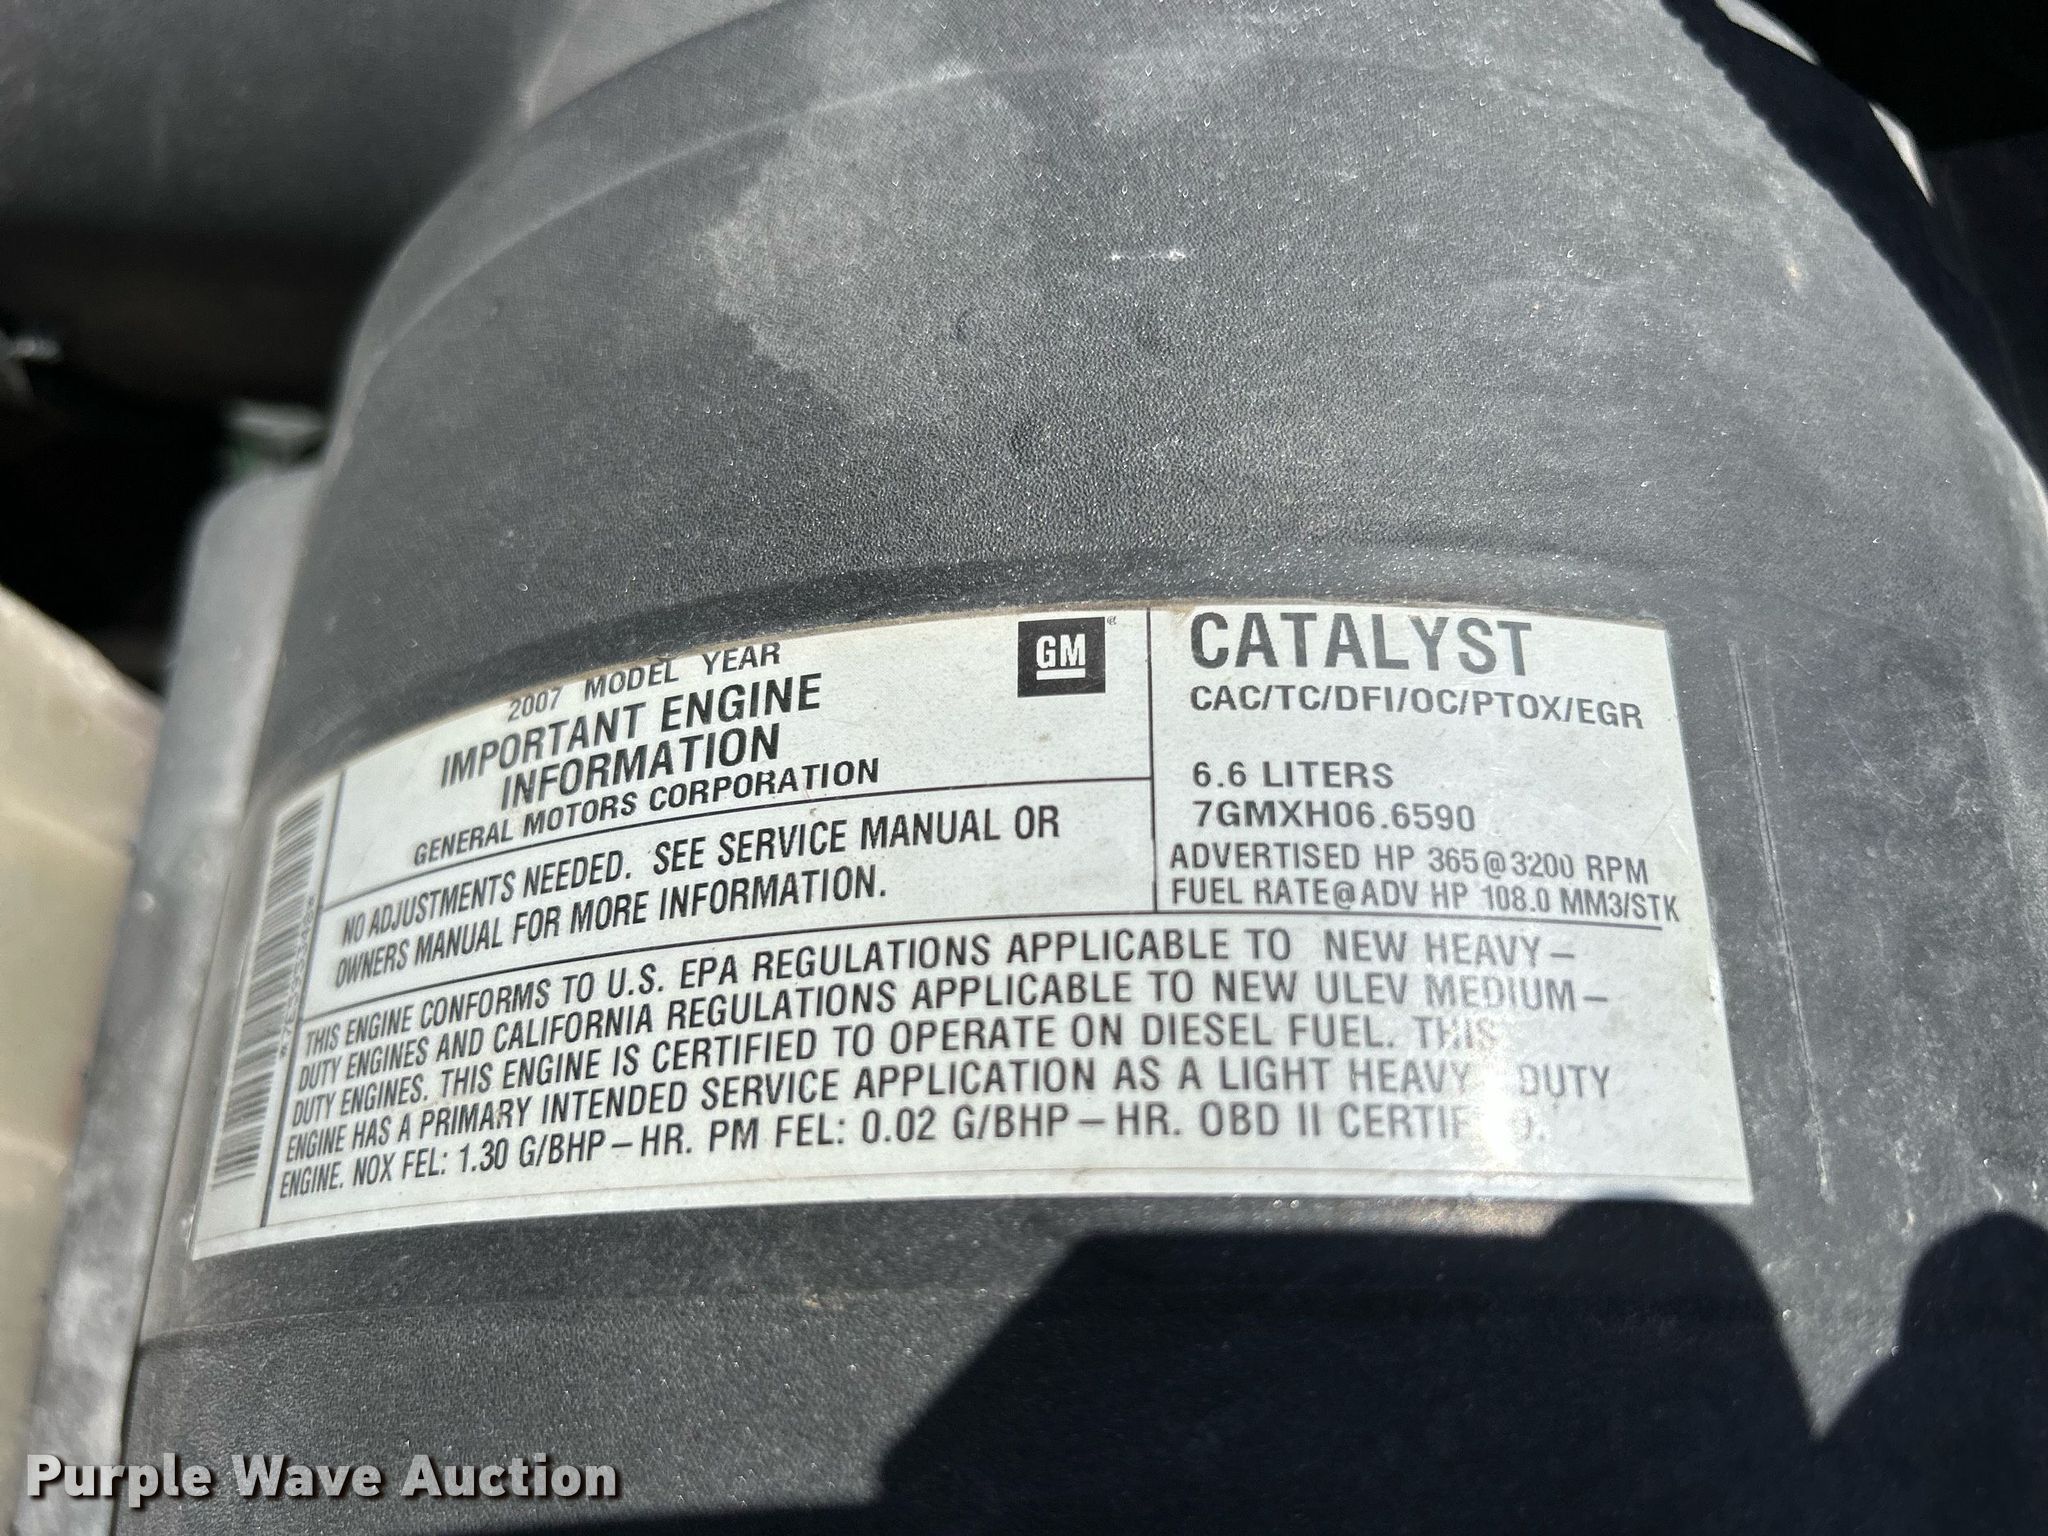 2007 MODEL YEAR
IMPORTANT ENGINE
INFORMATION
GENERAL MOTORS CORPORATION
GM
NO ADJUSTMENTS NEEDED. SEE SERVICE MANUAL OR
OWNERS MANUAL FOR MORE INFORMATION.
CATALYST
CAC/TC/DFI/OC/PTOX/EGR
6.6 LITERS
7GMXH06.6590
ADVERTISED HP 365@3200 RPM
FUEL RATE@ADV HP 108.0 MM3/STK
THIS ENGINE CONFORMS TO U.S. EPA REGULATIONS APPLICABLE TO NEW HEAVY–
DUTY ENGINES AND CALIFORNIA REGULATIONS APPLICABLE TO NEW ULEV MEDIUM–
DUTY ENGINES. THIS ENGINE IS CERTIFIED TO OPERATE ON DIESEL FUEL. THIS
ENGINE HAS A PRIMARY INTENDED SERVICE APPLICATION AS A LIGHT HEAVY DUTY
ENGINE. NOX FEL: 1.30 G/BHP–HR. PM FEL: 0.02 G/BHP–HR. OBD II CERTIFIED.
Purple Wave Auction